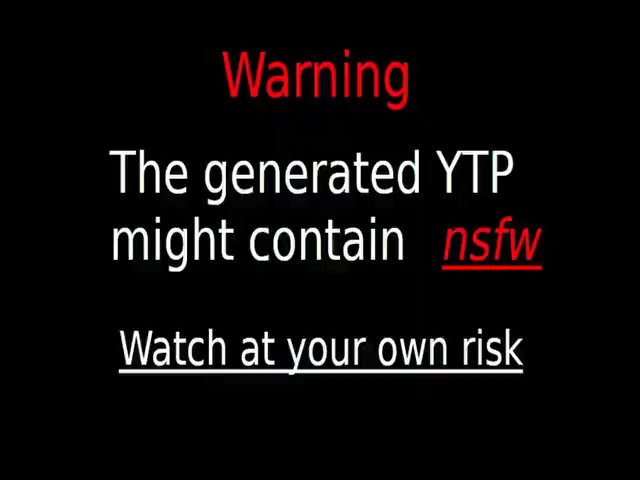 Warning
The generated YTP
might contain nsfw
Watch at your own risk